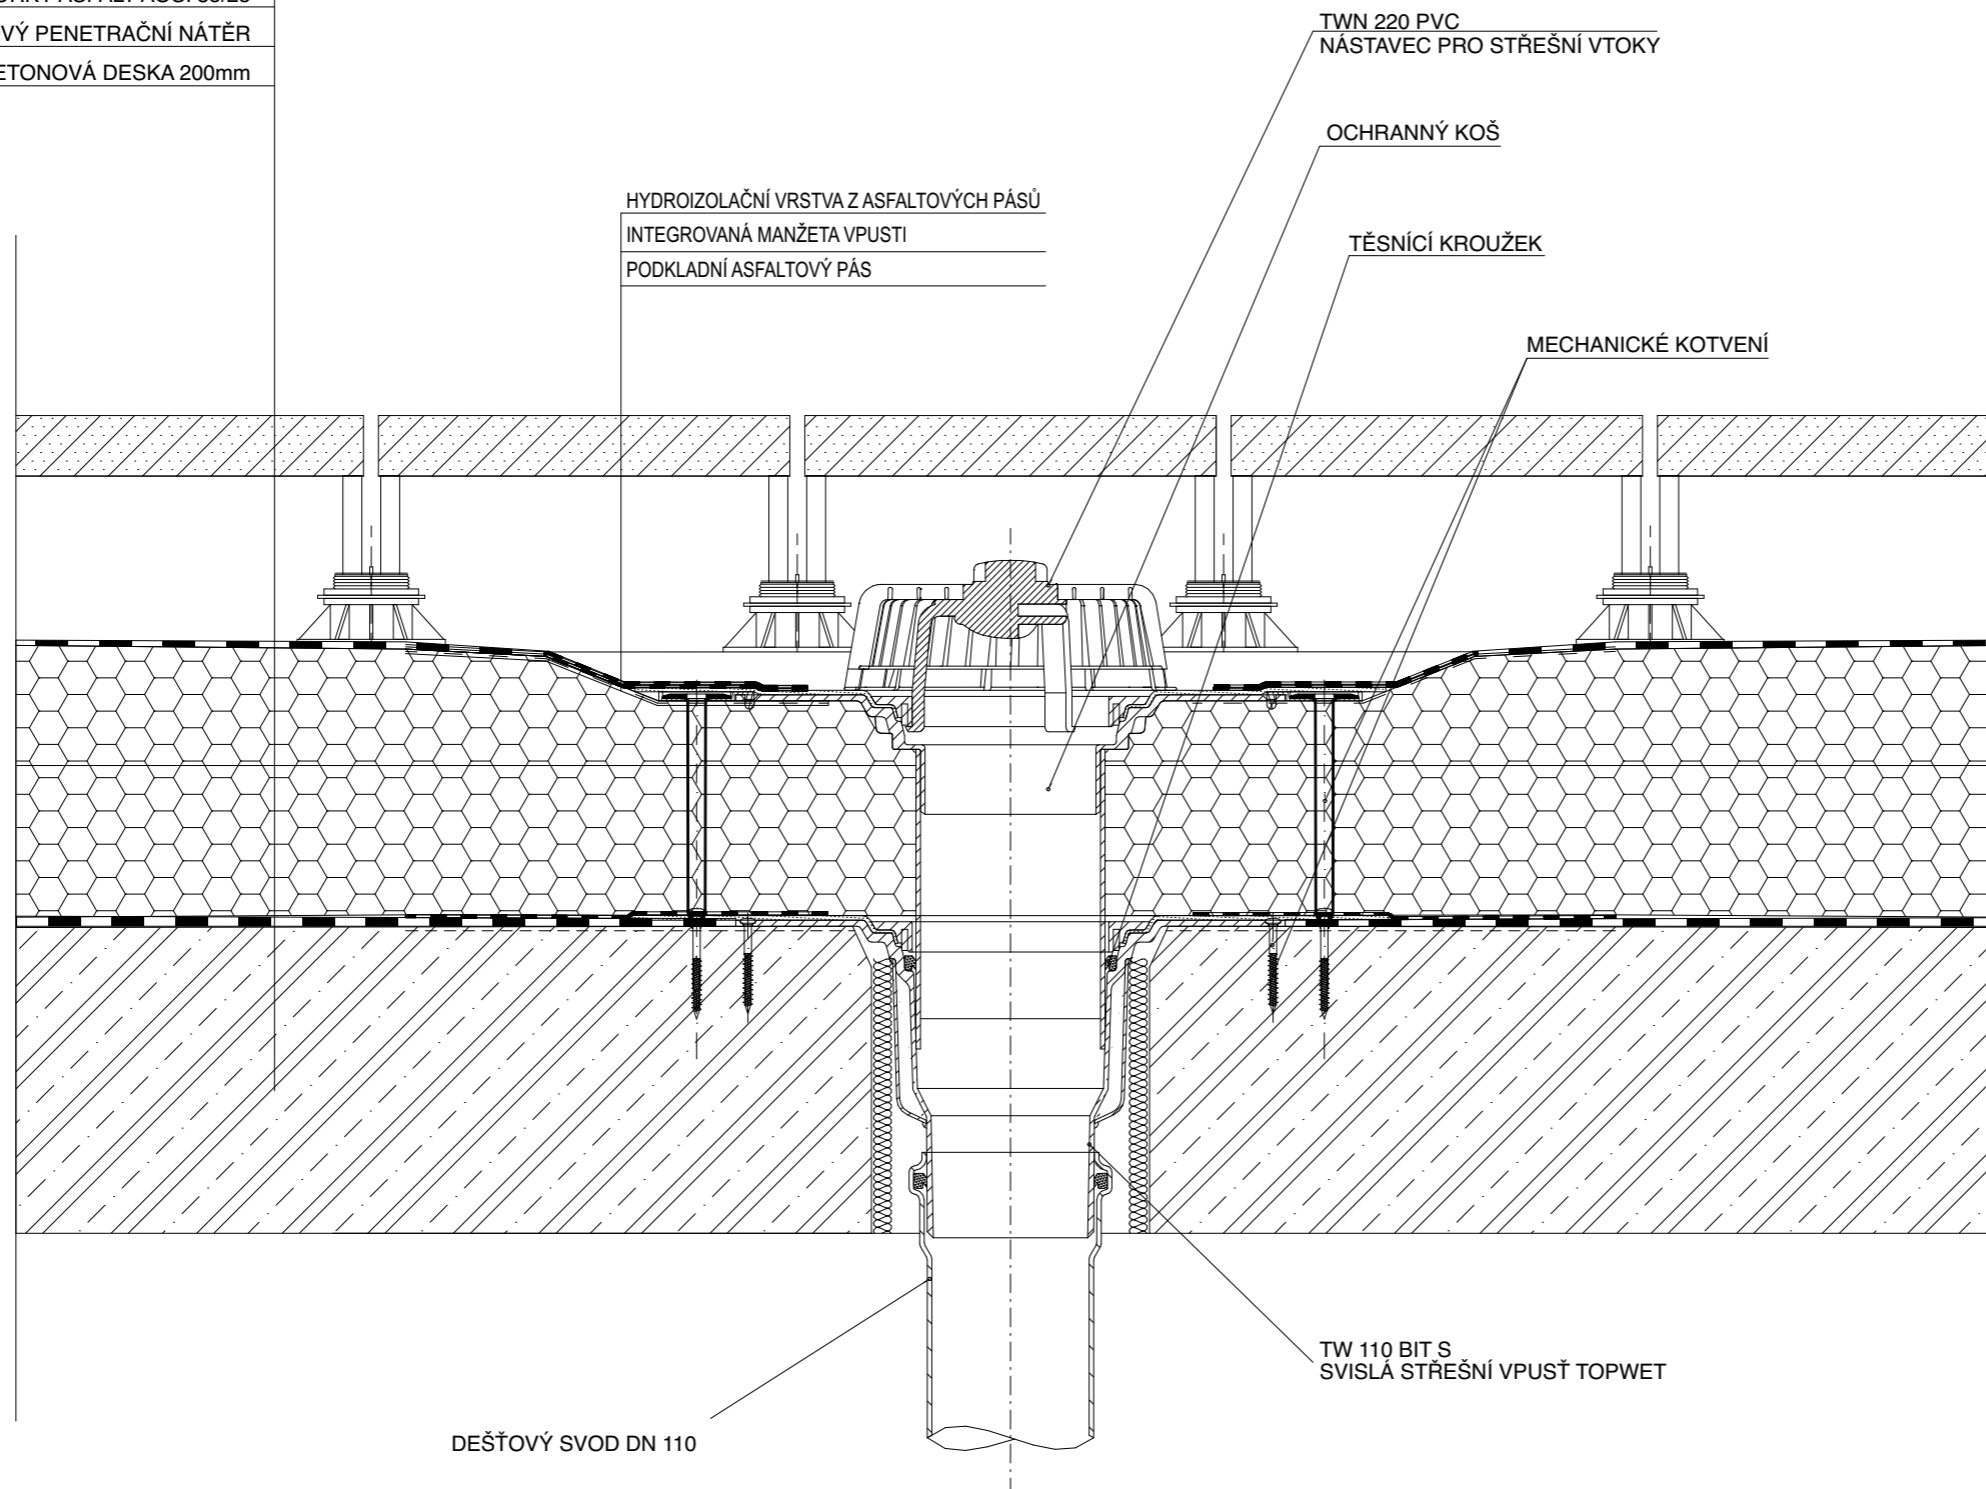 VÝ PENETRAČNÍ NÁTĚR
ETONOVÁ DESKA 200mm
TWN 220 PVC
NÁSTAVEC PRO STŘEŠNÍ VTOKY
OCHRANNÝ KOŠ
HYDROIZOLAČNÍ VRSTVA Z ASFALTOVÝCH PÁSŮ
INTEGROVANÁ MANŽETA VPUSTI
PODKLADNÍ ASFALTOVÝ PÁS
TĚSNÍCÍ KROUŽEK
MECHANICKÉ KOTVENÍ
TW 110 BIT S
SVISLÁ STŘEŠNÍ VPUSŤ TOPWET
DEŠŤOVÝ SVOD DN 110